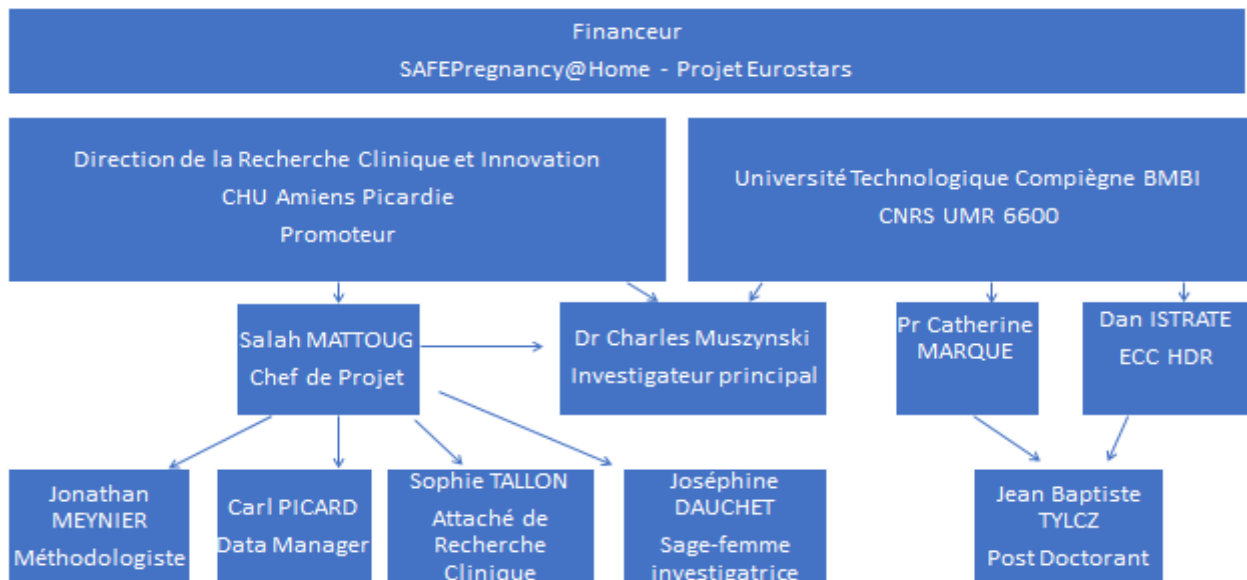 Financeur
SAFEPregnancy@Home - Projet Eurostars
Direction de la Recherche Clinique et Innovation
CHU Amiens Picardie
Promoteur
Université Technologique Compiègne BMBI
CNRS UMR 6600
Salah MATTOUG
Chef de Projet
Dr Charles Muszynski
Investigateur principal
Pr Catherine
MARQUE
Dan ISTRATE
ECC HDR
Jonathan
MEYNIER
Méthodologiste
Carl PICARD
Data Manager
Sophie TALLON
Attaché de
Recherche
Clinique
Joséphine
DAUCHET
Sage-femme
investigatrice
Jean Baptiste
TYLCZ
Post Doctorant